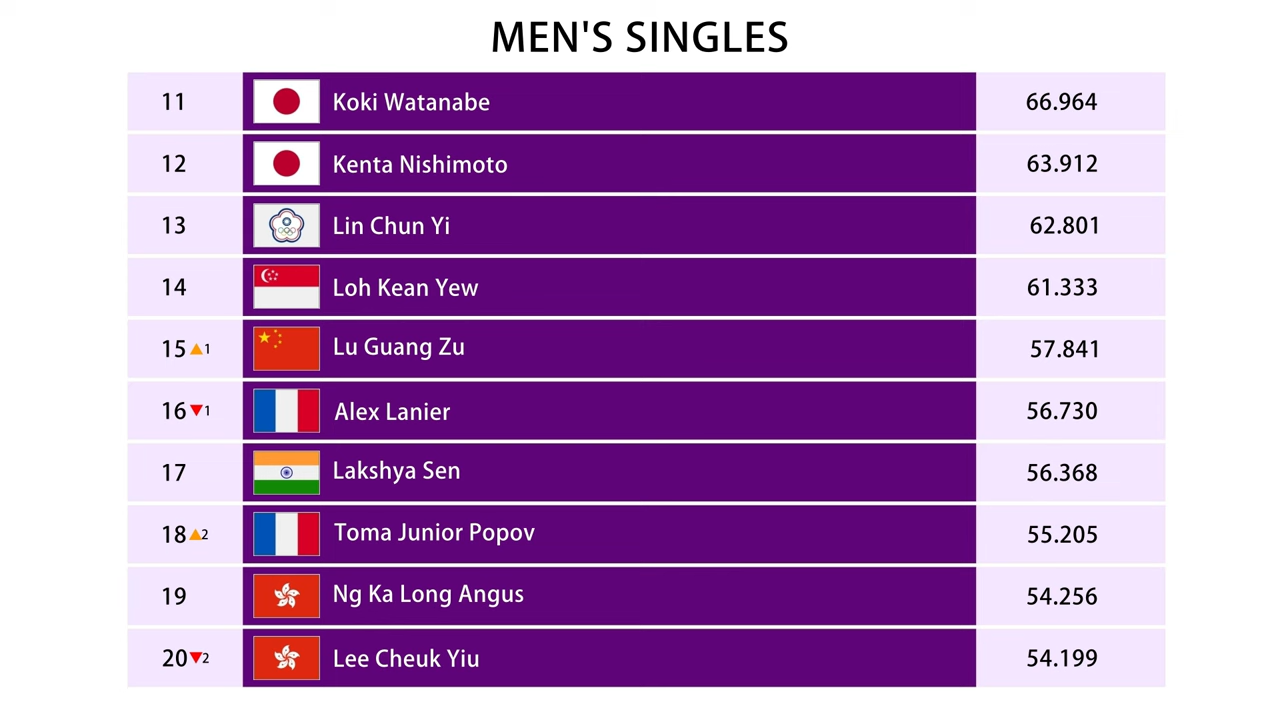 MEN'S SINGLES
11 Koki Watanabe 66.964
12 Kenta Nishimoto 63.912
13 Lin Chun Yi 62.801
14 Loh Kean Yew 61.333
15 ▲1 Lu Guang Zu 57.841
16 ▼1 Alex Lanier 56.730
17 Lakshya Sen 56.368
18 ▲2 Toma Junior Popov 55.205
19 Ng Ka Long Angus 54.256
20 ▼2 Lee Cheuk Yiu 54.199